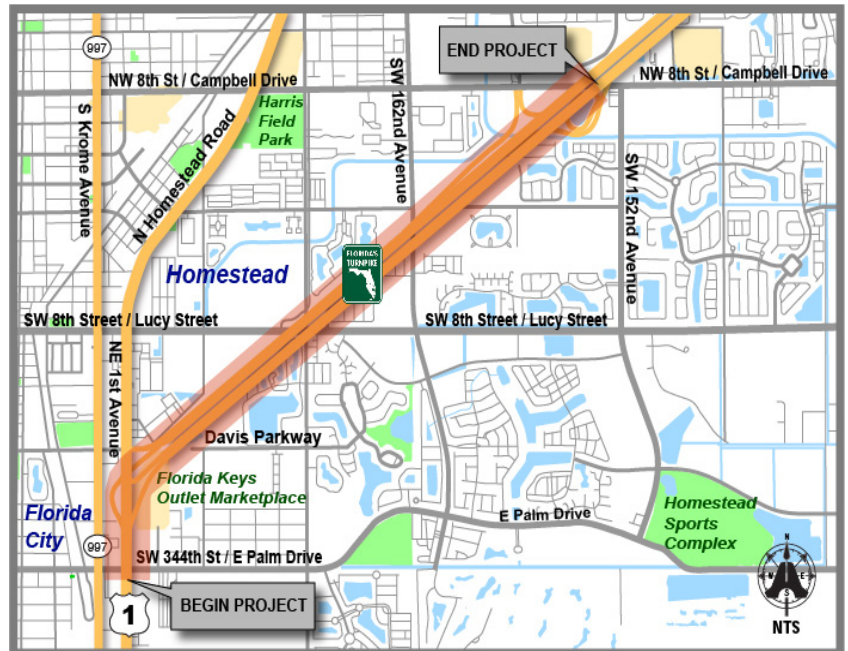 END PROJECT
997
NW 8th St / Campbell Drive
NW 8th St / Campbell Drive
SW 162nd Avenue
Harris
Field
Park
S Krome Avenue
N Homestead Road
SW 152nd Avenue
FLORIDA'S
TURNPIKE
Homestead
SW 8th Street / Lucy Street
SW 8th Street / Lucy Street
NE 1st Avenue
Davis Parkway
Florida Keys
Outlet Marketplace
Florida
City
E Palm Drive
Homestead
Sports
Complex
997
SW 344th St / E Palm Drive
N
W
E
S
BEGIN PROJECT
1
NTS